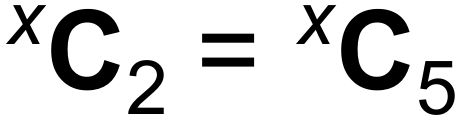 ˣC₂ = ˣC₅